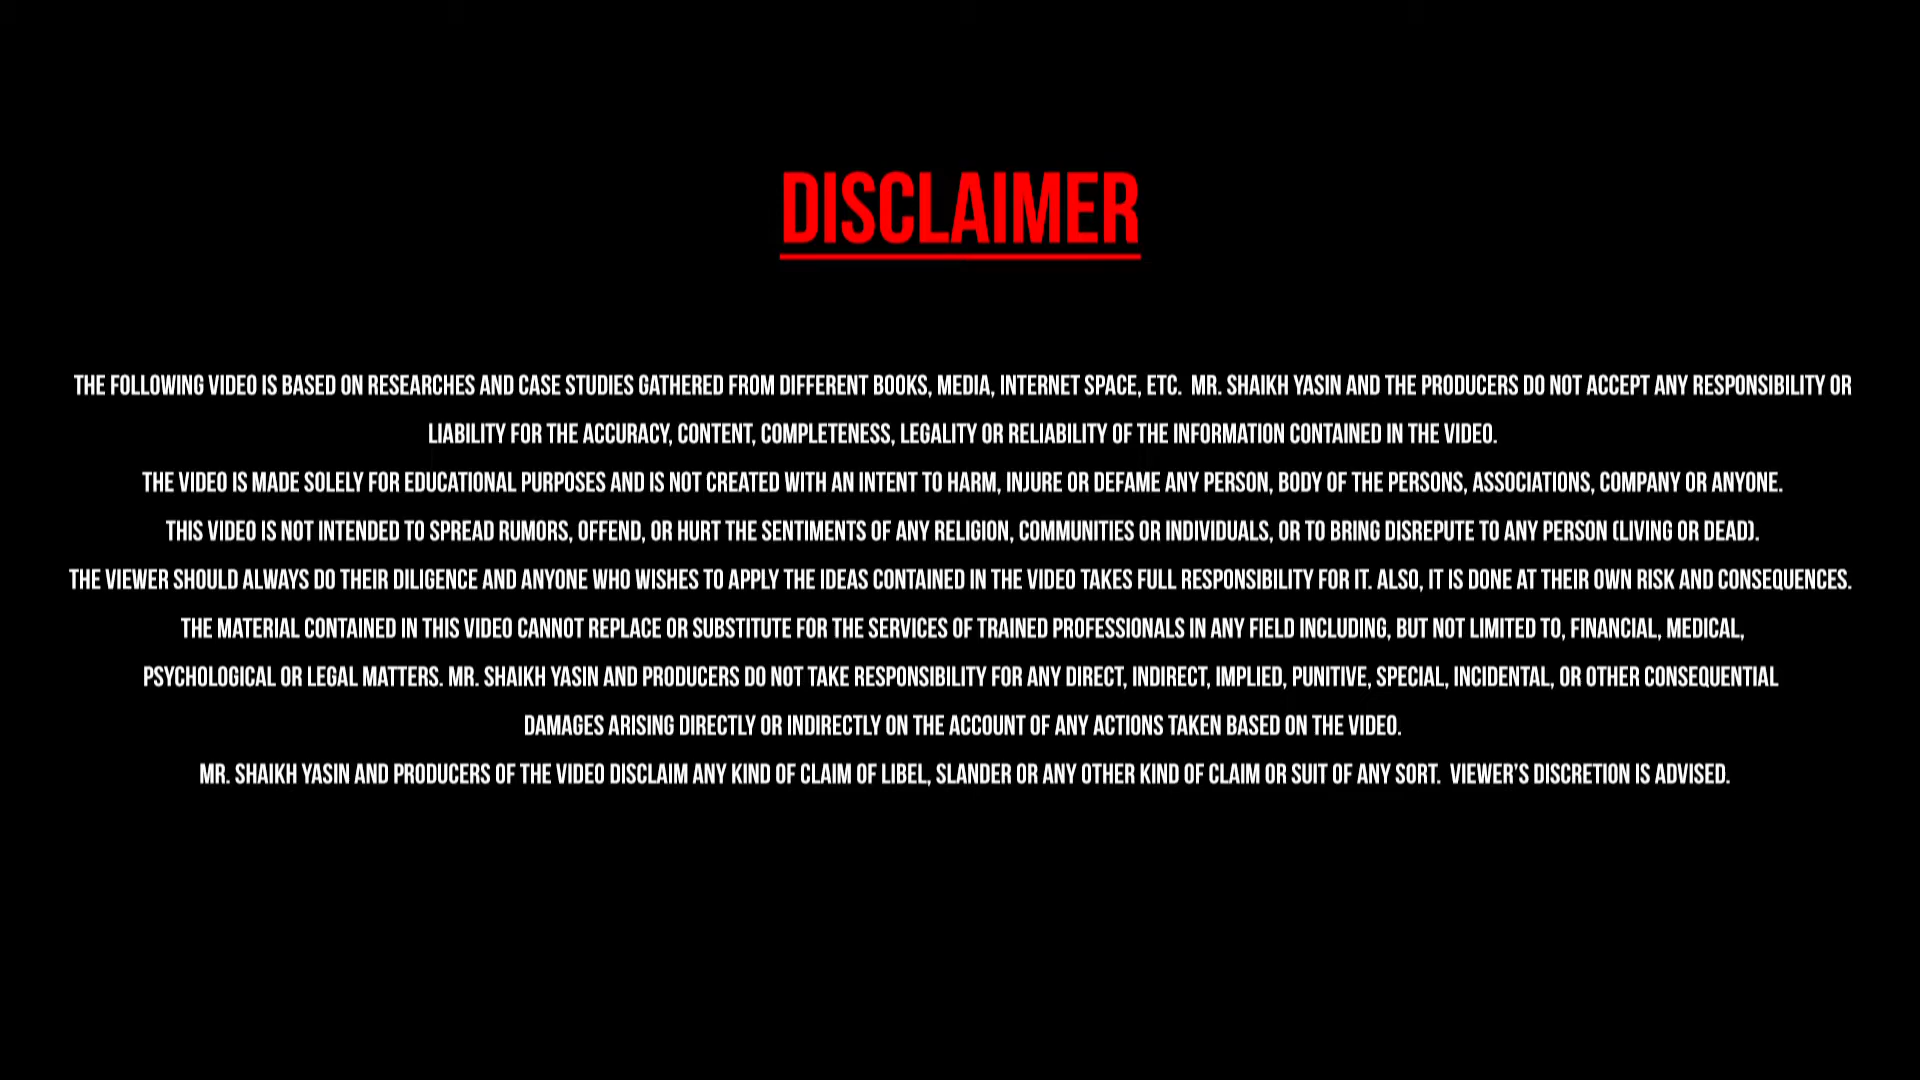 DISCLAIMER
THE FOLLOWING VIDEO IS BASED ON RESEARCHES AND CASE STUDIES GATHERED FROM DIFFERENT BOOKS, MEDIA, INTERNET SPACE, ETC.  MR. SHAIKH YASIN AND THE PRODUCERS DO NOT ACCEPT ANY RESPONSIBILITY OR
LIABILITY FOR THE ACCURACY, CONTENT, COMPLETENESS, LEGALITY OR RELIABILITY OF THE INFORMATION CONTAINED IN THE VIDEO.
THE VIDEO IS MADE SOLELY FOR EDUCATIONAL PURPOSES AND IS NOT CREATED WITH AN INTENT TO HARM, INJURE OR DEFAME ANY PERSON, BODY OF THE PERSONS, ASSOCIATIONS, COMPANY OR ANYONE.
THIS VIDEO IS NOT INTENDED TO SPREAD RUMORS, OFFEND, OR HURT THE SENTIMENTS OF ANY RELIGION, COMMUNITIES OR INDIVIDUALS, OR TO BRING DISREPUTE TO ANY PERSON (LIVING OR DEAD).
THE VIEWER SHOULD ALWAYS DO THEIR DILIGENCE AND ANYONE WHO WISHES TO APPLY THE IDEAS CONTAINED IN THE VIDEO TAKES FULL RESPONSIBILITY FOR IT. ALSO, IT IS DONE AT THEIR OWN RISK AND CONSEQUENCES.
THE MATERIAL CONTAINED IN THIS VIDEO CANNOT REPLACE OR SUBSTITUTE FOR THE SERVICES OF TRAINED PROFESSIONALS IN ANY FIELD INCLUDING, BUT NOT LIMITED TO, FINANCIAL, MEDICAL,
PSYCHOLOGICAL OR LEGAL MATTERS. MR. SHAIKH YASIN AND PRODUCERS DO NOT TAKE RESPONSIBILITY FOR ANY DIRECT, INDIRECT, IMPLIED, PUNITIVE, SPECIAL, INCIDENTAL, OR OTHER CONSEQUENTIAL
DAMAGES ARISING DIRECTLY OR INDIRECTLY ON THE ACCOUNT OF ANY ACTIONS TAKEN BASED ON THE VIDEO.
MR. SHAIKH YASIN AND PRODUCERS OF THE VIDEO DISCLAIM ANY KIND OF CLAIM OF LIBEL, SLANDER OR ANY OTHER KIND OF CLAIM OR SUIT OF ANY SORT.  VIEWER'S DISCRETION IS ADVISED.